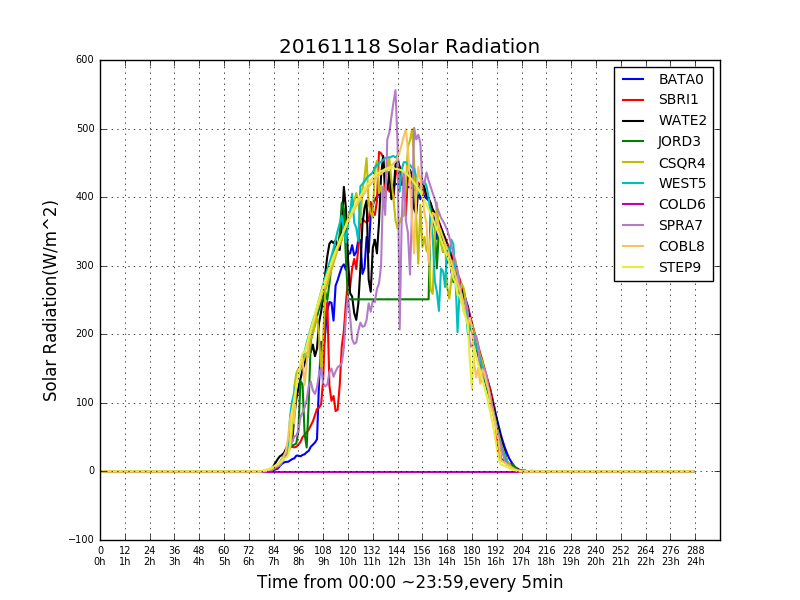 20161118 Solar Radiation
600
500
400
300
200
100
0
−100
Solar Radiation(W/m^2)
BATA0
SBRI1
WATE2
JORD3
CSQR4
WEST5
COLD6
SPRA7
COBL8
STEP9
0 12 24 36 48 60 72 84 96 108 120 132 144 156 168 180 192 204 216 228 240 252 264 276 288
0h 1h 2h 3h 4h 5h 6h 7h 8h 9h 10h 11h 12h 13h 14h 15h 16h 17h 18h 19h 20h 21h 22h 23h 24h
Time from 00:00 ~23:59,every 5min